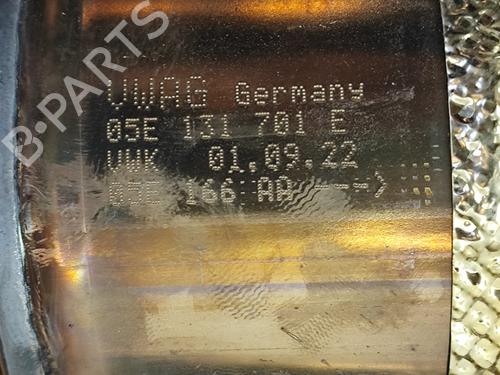 B-PARTS
VWAG Germany
05E 131 701 E
VWK 01.09.22
05E 166 AA --->